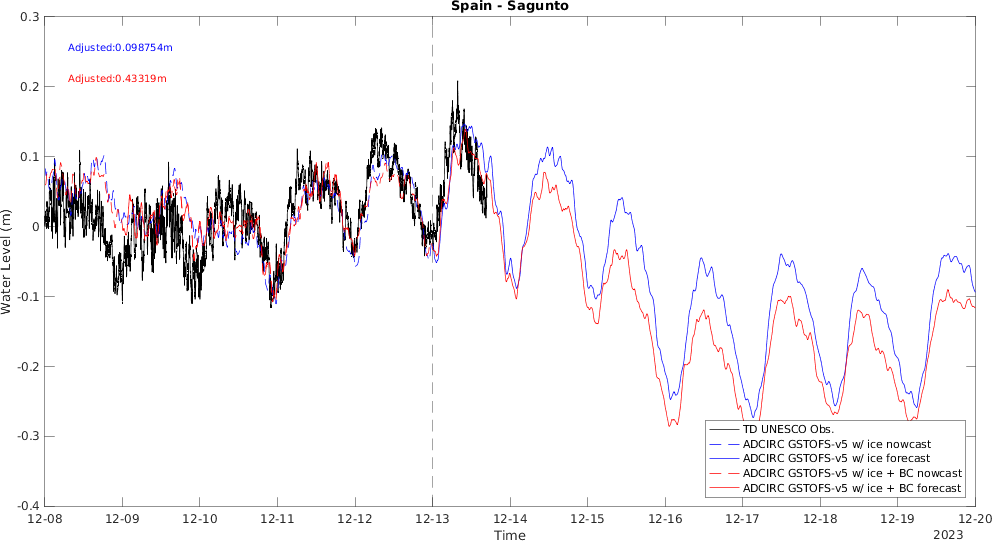 Spain - Sagunto
Adjusted:0.098754m
Adjusted:0.43319m
Water Level (m)
0.3
0.2
0.1
0
-0.1
-0.2
-0.3
-0.4
TD UNESCO Obs.
ADCIRC GSTOFS-v5 w/ ice nowcast
ADCIRC GSTOFS-v5 w/ ice forecast
ADCIRC GSTOFS-v5 w/ ice + BC nowcast
ADCIRC GSTOFS-v5 w/ ice + BC forecast
12-08 12-09 12-10 12-11 12-12 12-13 12-14 12-15 12-16 12-17 12-18 12-19 12-20
Time
2023